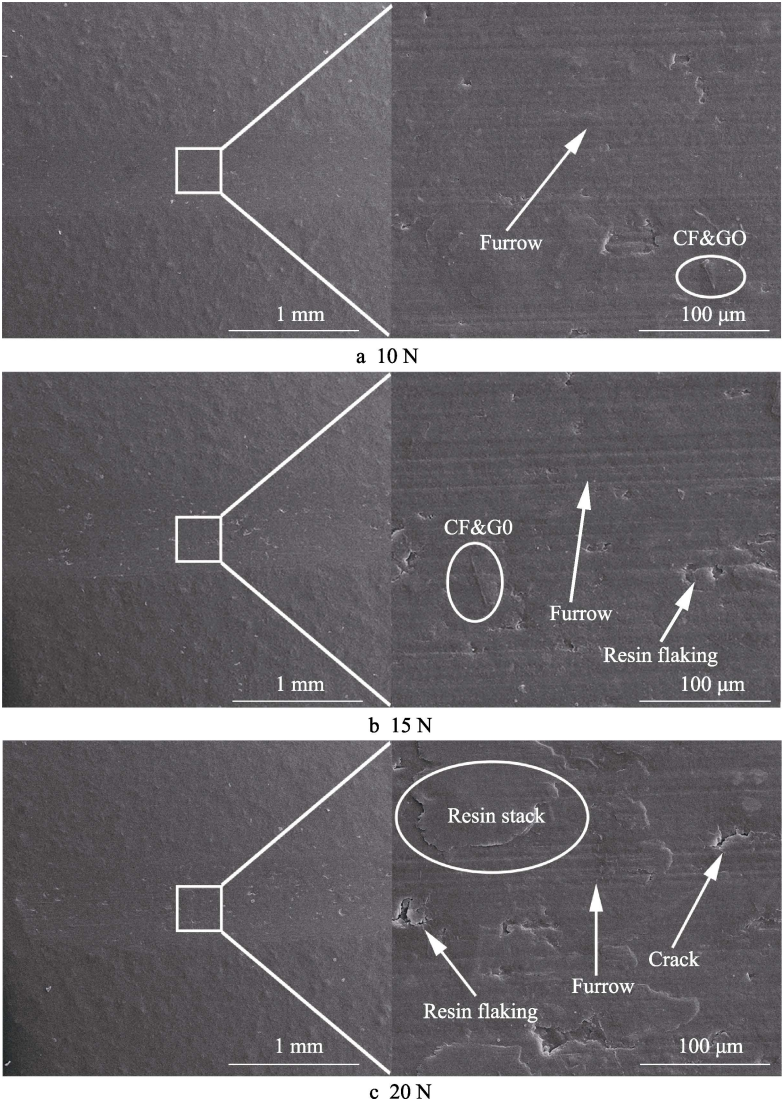 Furrow
CF&GO
1 mm
100 μm
a 10 N
CF&G0
Furrow
Resin flaking
1 mm
100 μm
b 15 N
Resin stack
Crack
Furrow
Resin flaking
1 mm
100 μm
c 20 N